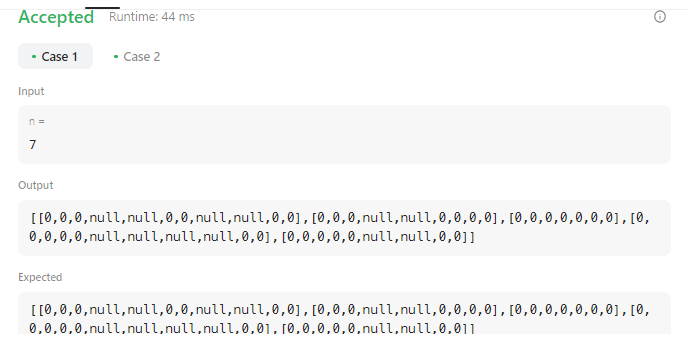 Accepted Runtime: 44 ms
Case 1 Case 2
Input
n =
7
Output
[[0,0,0,null,null,0,0,null,null,0,0],[0,0,0,null,null,0,0,0,0],[0,0,0,0,0,0,0],[0,
0,0,0,0,null,null,null,null,0,0],[0,0,0,0,0,null,null,0,0]]
Expected
[[0,0,0,null,null,0,0,null,null,0,0],[0,0,0,null,null,0,0,0,0],[0,0,0,0,0,0,0],[0,
0,0,0,0,null,null,null,null,0,0],[0,0,0,0,0,null,null,0,0]]